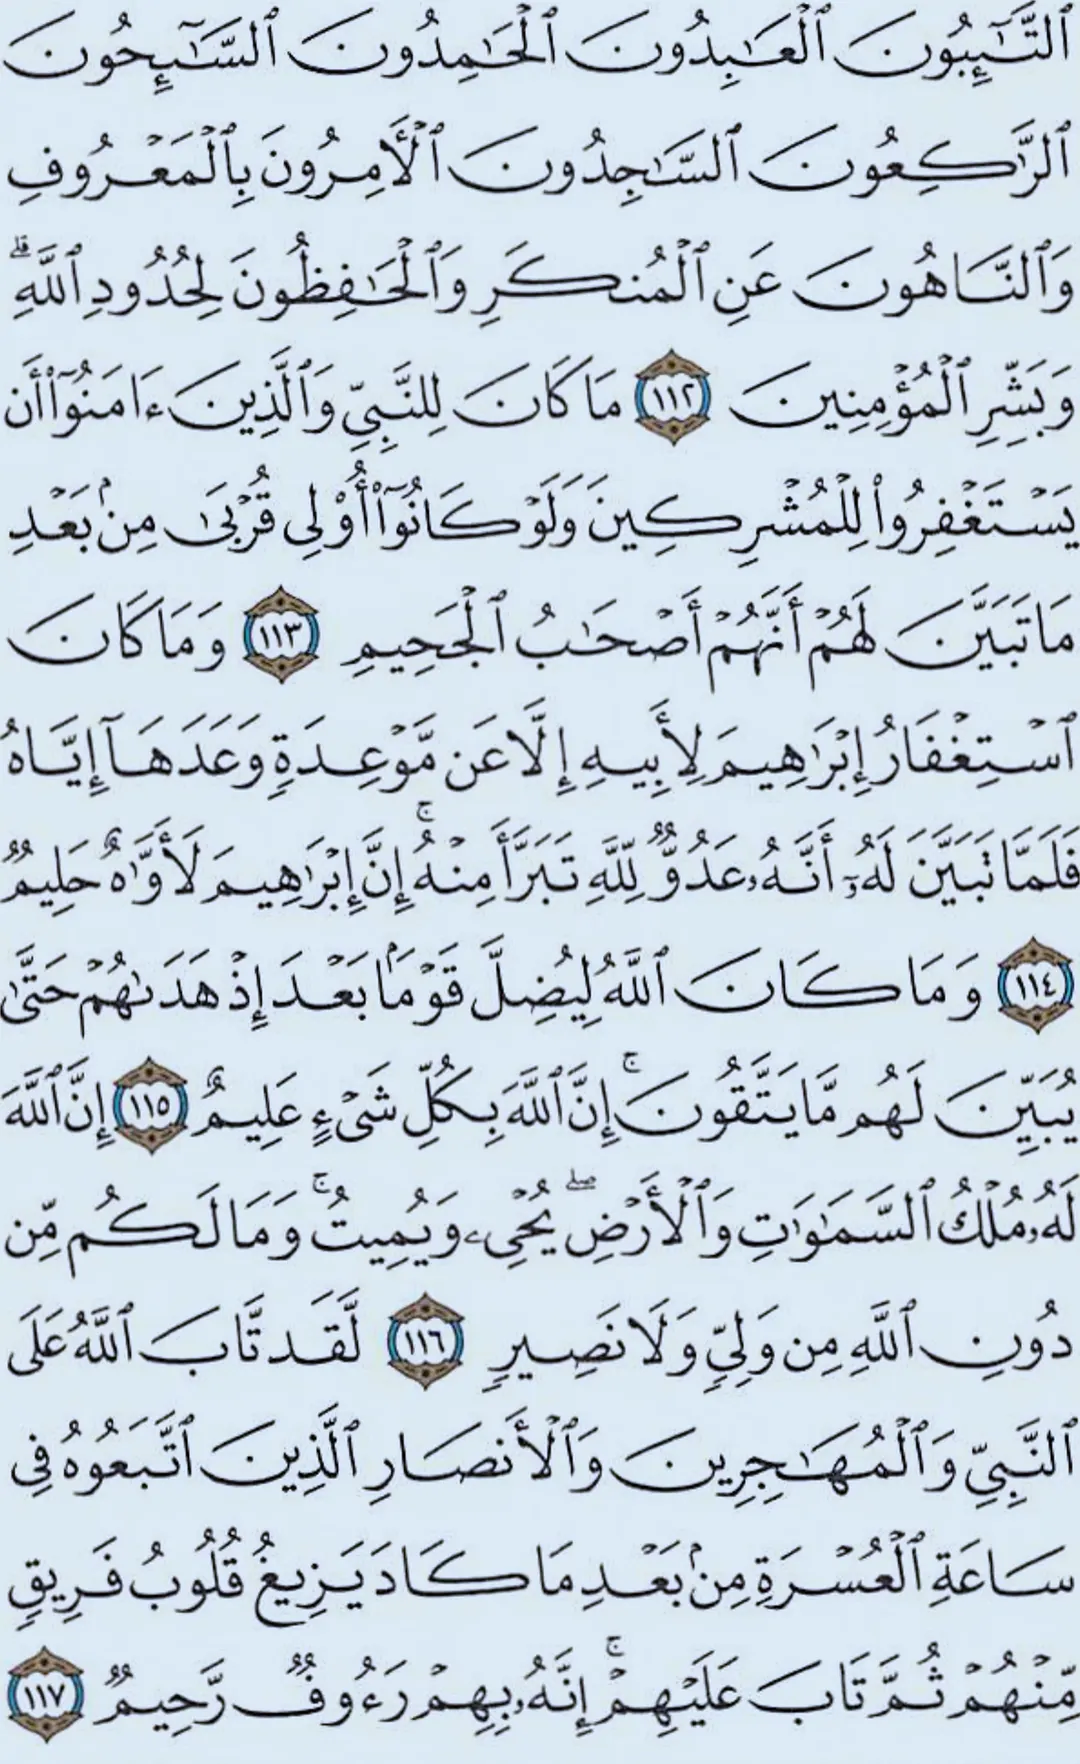 ٱلتَّـٰٓئِبُونَ ٱلْعَـٰبِدُونَ ٱلْحَـٰمِدُونَ ٱلسَّـٰٓئِحُونَ
ٱلرَّٰكِعُونَ ٱلسَّـٰجِدُونَ ٱلْأَمِرُونَ بِٱلْمَعْرُوفِ
وَٱلنَّاهُونَ عَنِ ٱلْمُنكَرِ وَٱلْحَـٰفِظُونَ لِحُدُودِ ٱللَّهِ ۗ
وَبَشِّرِ ٱلْمُؤْمِنِينَ ١١٢ مَا كَانَ لِلنَّبِيِّ وَٱلَّذِينَ ءَامَنُوٓا۟ أَن
يَسْتَغْفِرُوا۟ لِلْمُشْرِكِينَ وَلَوْ كَانُوٓا۟ أُو۟لِى قُرْبَىٰ مِنۢ بَعْدِ
مَا تَبَيَّنَ لَهُمْ أَنَّهُمْ أَصْحَـٰبُ ٱلْجَحِيمِ ١١٣ وَمَا كَانَ
ٱسْتِغْفَارُ إِبْرَٰهِيمَ لِأَبِيهِ إِلَّا عَن مَّوْعِدَةٍ وَعَدَهَآ إِيَّاهُ
فَلَمَّا تَبَيَّنَ لَهُۥٓ أَنَّهُۥ عَدُوٌّ لِّلَّهِ تَبَرَّأَ مِنْهُ ۚ إِنَّ إِبْرَٰهِيمَ لَأَوَّٰهٌ حَلِيمٌ
١١٤ وَمَا كَانَ ٱللَّهُ لِيُضِلَّ قَوْمًۢا بَعْدَ إِذْ هَدَىٰهُمْ حَتَّىٰ
يُبَيِّنَ لَهُم مَّا يَتَّقُونَ ۚ إِنَّ ٱللَّهَ بِكُلِّ شَىْءٍ عَلِيمٌ ١١٥ إِنَّ ٱللَّهَ
لَهُۥ مُلْكُ ٱلسَّمَـٰوَٰتِ وَٱلْأَرْضِ ۖ يُحْىِۦ وَيُمِيتُ ۚ وَمَا لَكُم مِّن
دُونِ ٱللَّهِ مِن وَلِىٍّ وَلَا نَصِيرٍ ١١٦ لَّقَد تَّابَ ٱللَّهُ عَلَى
ٱلنَّبِىِّ وَٱلْمُهَـٰجِرِينَ وَٱلْأَنصَارِ ٱلَّذِينَ ٱتَّبَعُوهُ فِى
سَاعَةِ ٱلْعُسْرَةِ مِنۢ بَعْدِ مَا كَادَ يَزِيغُ قُلُوبُ فَرِيقٍ
مِّنْهُمْ ثُمَّ تَابَ عَلَيْهِمْ ۚ إِنَّهُۥ بِهِمْ رَءُوفٌ رَّحِيمٌ ١١٧